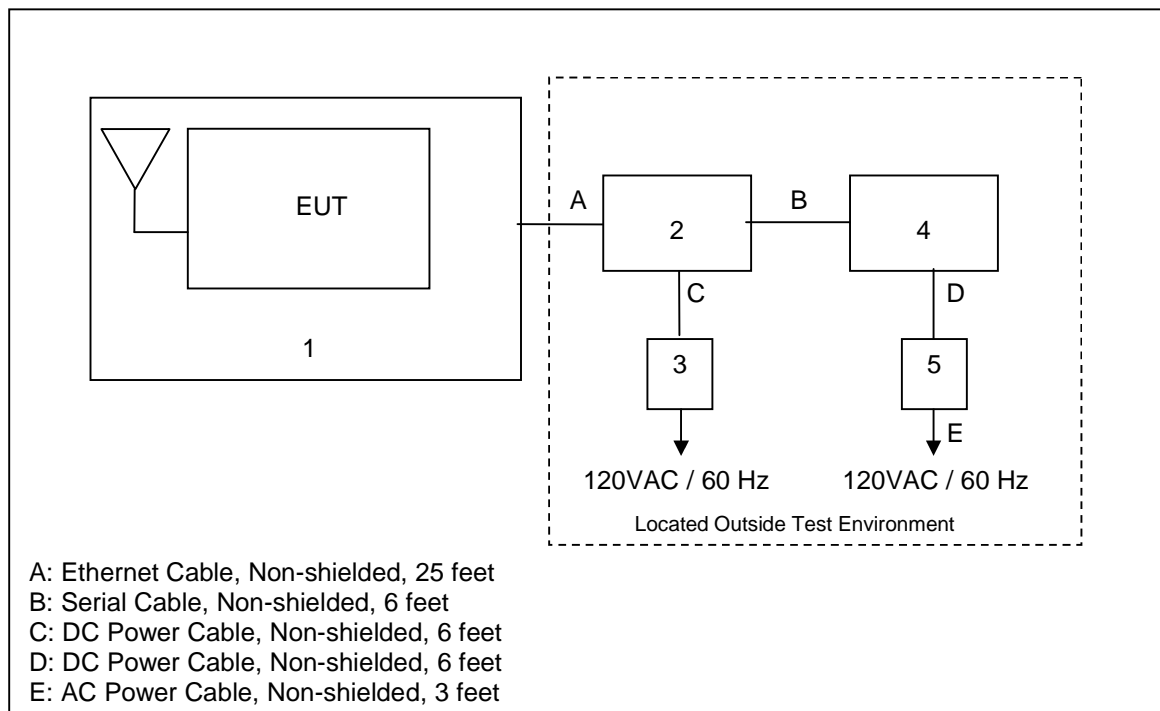 EUT
1
A
2
B
4
C
D
3
5
E
120VAC / 60 Hz
120VAC / 60 Hz
Located Outside Test Environment
A: Ethernet Cable, Non-shielded, 25 feet
B: Serial Cable, Non-shielded, 6 feet
C: DC Power Cable, Non-shielded, 6 feet
D: DC Power Cable, Non-shielded, 6 feet
E: AC Power Cable, Non-shielded, 3 feet